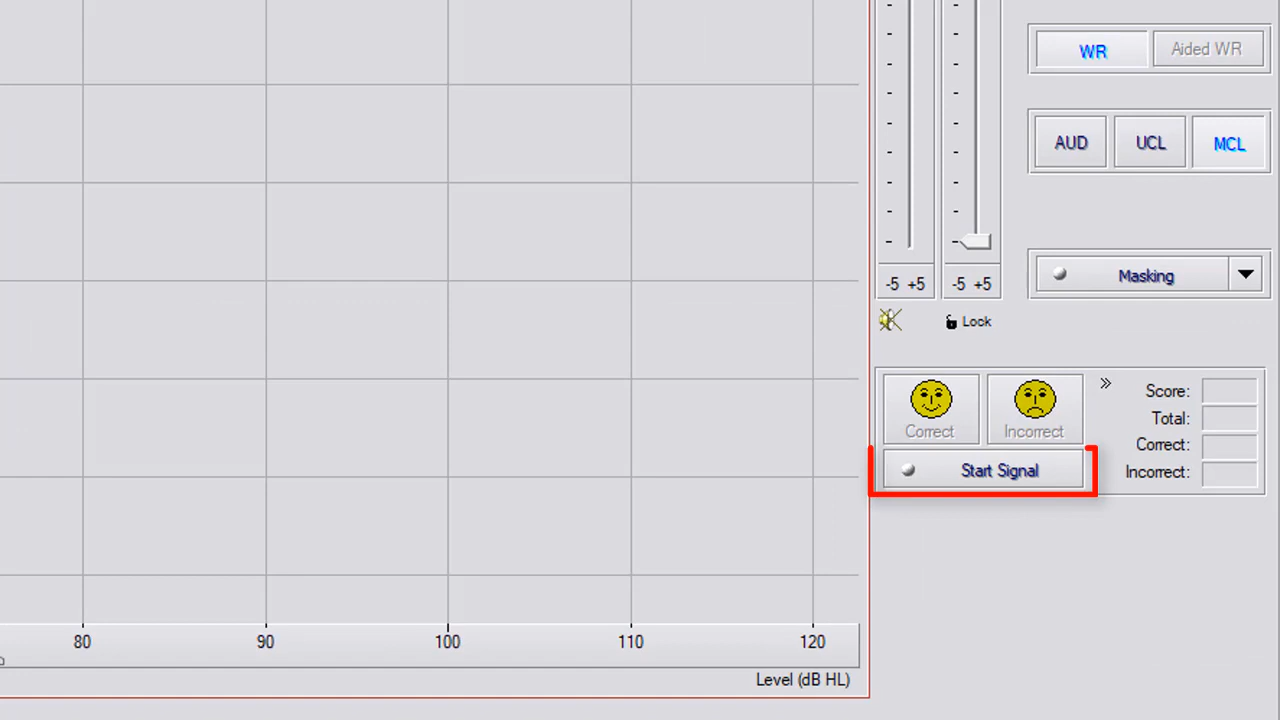 WR Aided WR
AUD UCL MCL
-5 +5 -5 +5
Masking
Lock
Correct Incorrect
Start Signal
Score:
Total:
Correct:
Incorrect:
80 90 100 110 120
Level (dB HL)